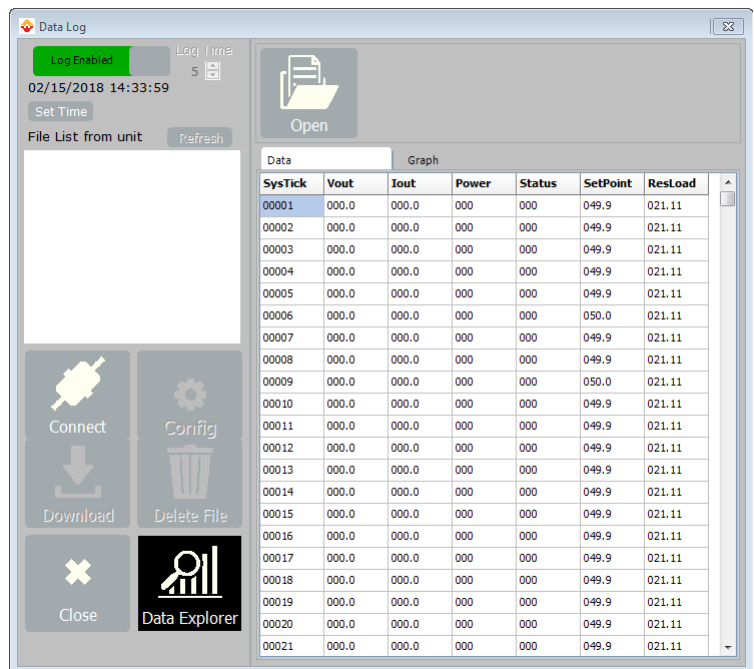 Data Log
Log Enabled
Log Time
5
02/15/2018 14:33:59
Set Time
File List from unit Refresh
Connect Config
Download Delete File
Close Data Explorer
Open
Data Graph
SysTick Vout Iout Power Status SetPoint ResLoad
00001 000.0 000.0 000 000 049.9 021.11
00002 000.0 000.0 000 000 049.9 021.11
00003 000.0 000.0 000 000 049.9 021.11
00004 000.0 000.0 000 000 049.9 021.11
00005 000.0 000.0 000 000 049.9 021.11
00006 000.0 000.0 000 000 050.0 021.11
00007 000.0 000.0 000 000 049.9 021.11
00008 000.0 000.0 000 000 049.9 021.11
00009 000.0 000.0 000 000 050.0 021.11
00010 000.0 000.0 000 000 049.9 021.11
00011 000.0 000.0 000 000 049.9 021.11
00012 000.0 000.0 000 000 049.9 021.11
00013 000.0 000.0 000 000 049.9 021.11
00014 000.0 000.0 000 000 049.9 021.11
00015 000.0 000.0 000 000 049.9 021.11
00016 000.0 000.0 000 000 049.9 021.11
00017 000.0 000.0 000 000 049.9 021.11
00018 000.0 000.0 000 000 049.9 021.11
00019 000.0 000.0 000 000 049.9 021.11
00020 000.0 000.0 000 000 049.9 021.11
00021 000.0 000.0 000 000 049.9 021.11